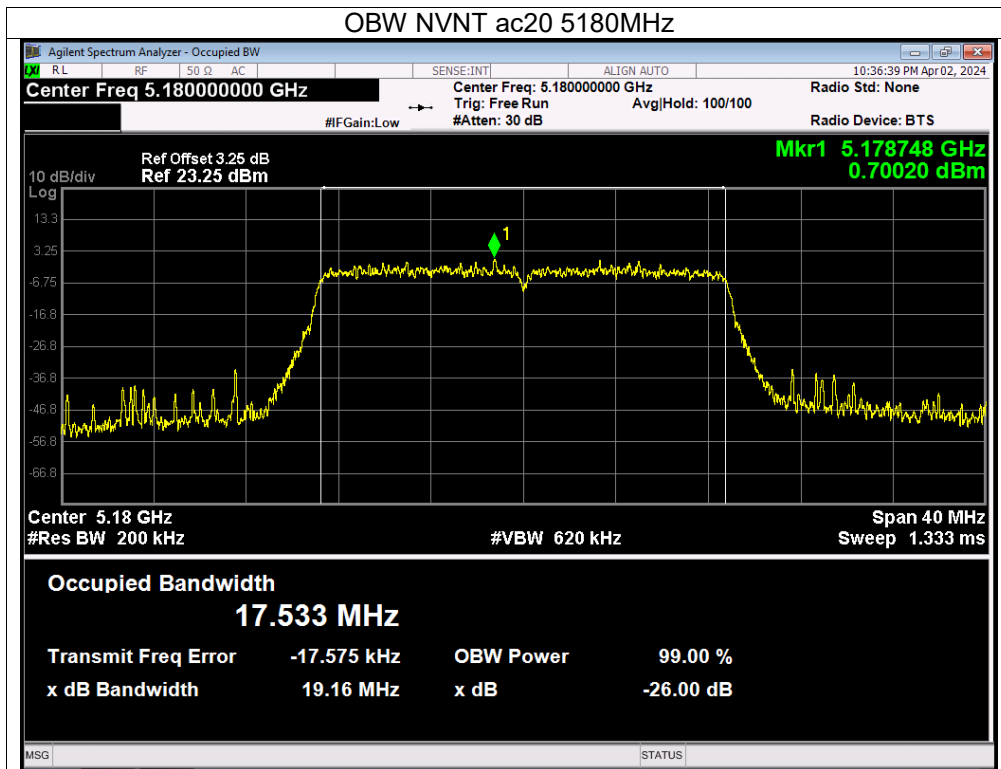 OBW NVNT ac20 5180MHz
Agilent Spectrum Analyzer - Occupied BW
LXI RL RF 50 Ω AC SENSE:INT ALIGN AUTO 10:36:39 PM Apr 02, 2024
Center Freq 5.180000000 GHz Center Freq: 5.180000000 GHz Radio Std: None
Trig: Free Run Avg|Hold: 100/100
#IFGain:Low #Atten: 30 dB Radio Device: BTS
Mkr1 5.178748 GHz
0.70020 dBm
Ref Offset 3.25 dB
10 dB/div Ref 23.25 dBm
Log
13.3
1
3.25
-6.75
-16.8
-26.8
-36.8
-46.8
-56.8
-66.8
Center 5.18 GHz Span 40 MHz
#Res BW 200 kHz #VBW 620 kHz Sweep 1.333 ms
Occupied Bandwidth
17.533 MHz
Transmit Freq Error -17.575 kHz OBW Power 99.00 %
x dB Bandwidth 19.16 MHz x dB -26.00 dB
MSG STATUS